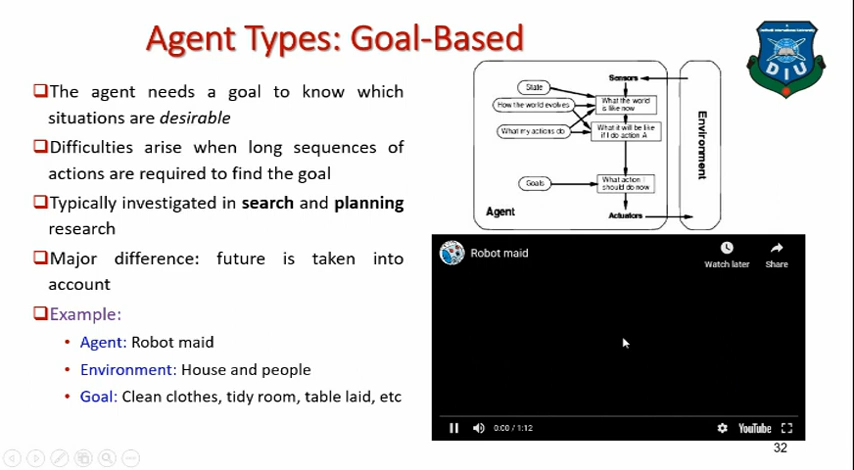 Agent Types: Goal-Based
The agent needs a goal to know which
situations are desirable
Difficulties arise when long sequences of
actions are required to find the goal
Typically investigated in search and planning
research
Major difference: future is taken into
account
Example:
• Agent: Robot maid
• Environment: House and people
• Goal: Clean clothes, tidy room, table laid, etc
Sensors
State
How the world evolves
What my actions do
What the world
is like now
What it will be like
if I do action A
Goals
What action I
should do now
Agent
Actuators
Environment
DIU
Robot maid
Watch later
Share
0:00 / 1:12
YouTube
32